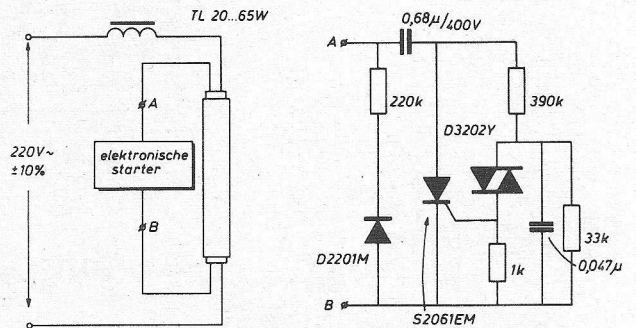 TL 20...65W
A
220V~
±10%
elektronische
starter
B
0,68µ/400V
A
220k
390k
D3202Y
D2201M
1k
33k
0,047µ
B
S2061EM